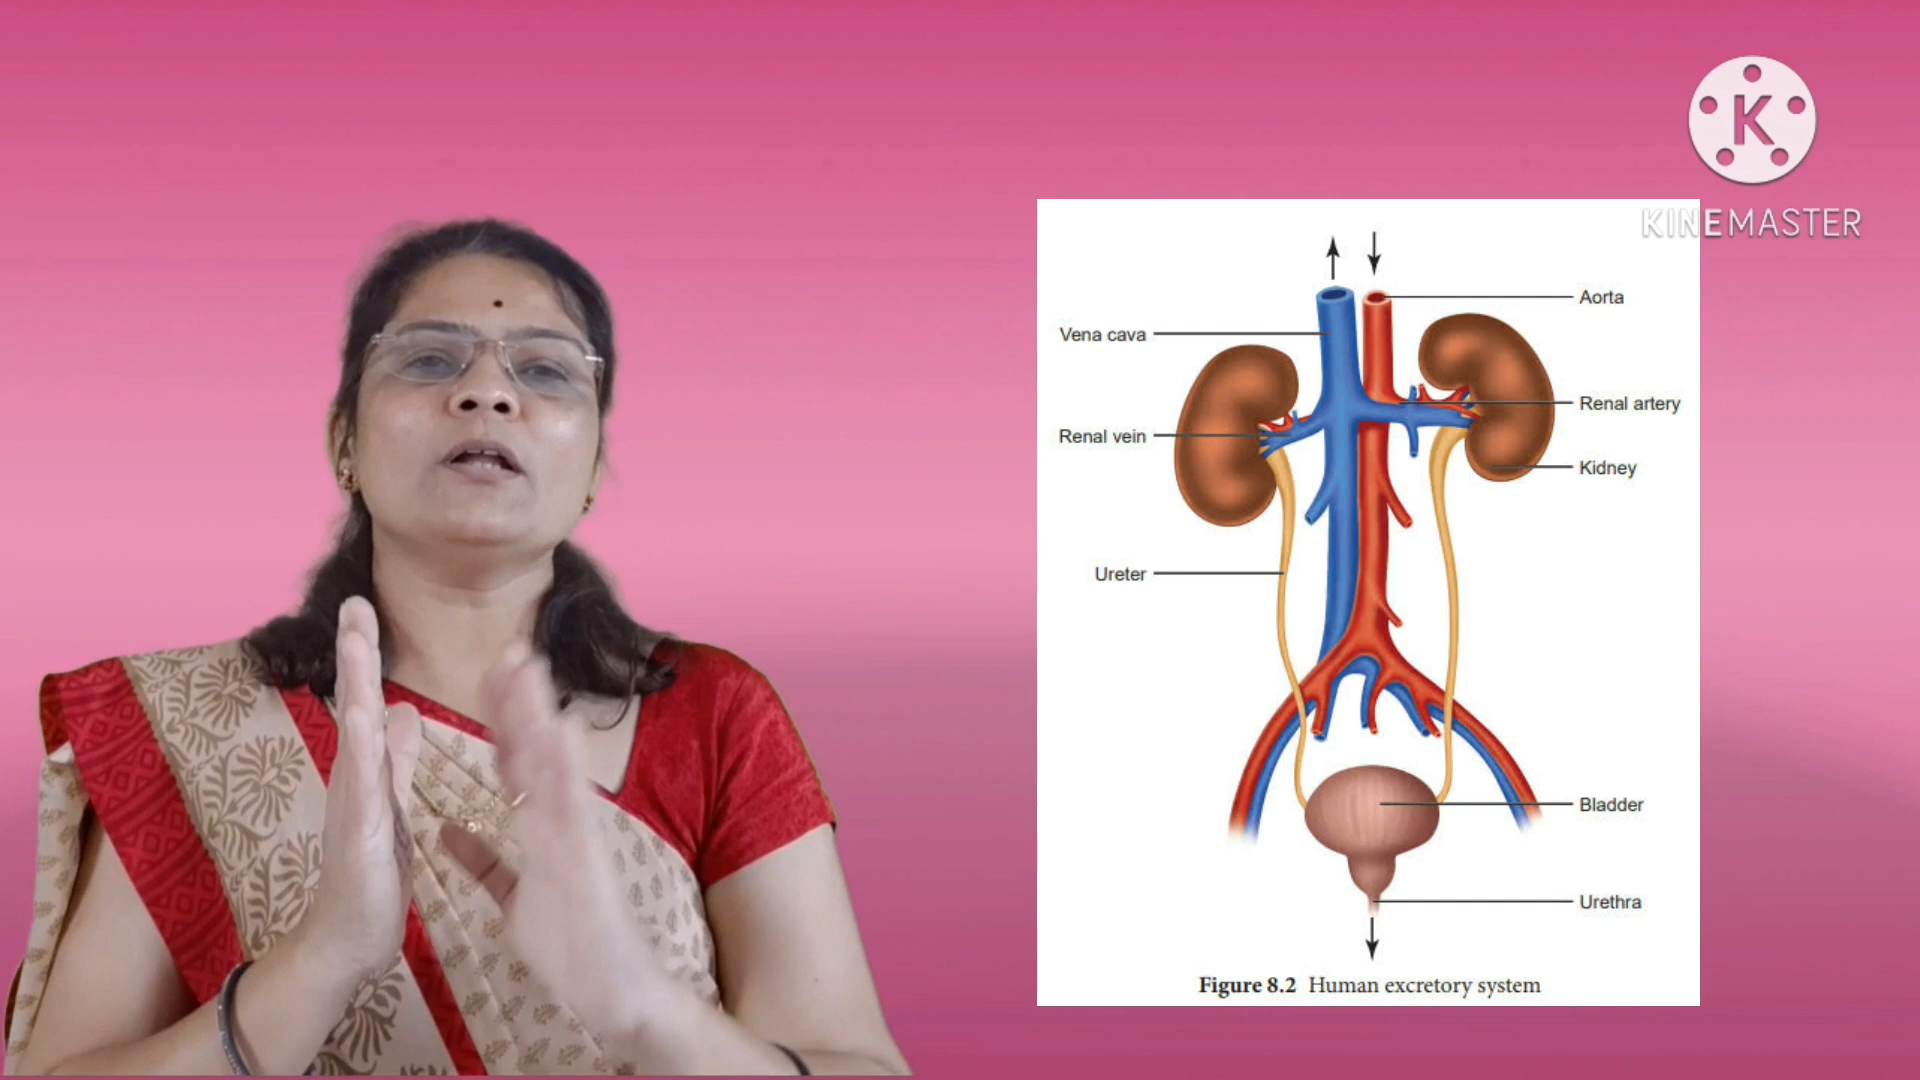 K
KINEMASTER
Aorta
Vena cava
Renal artery
Renal vein
Kidney
Ureter
Bladder
Urethra
Figure 8.2 Human excretory system